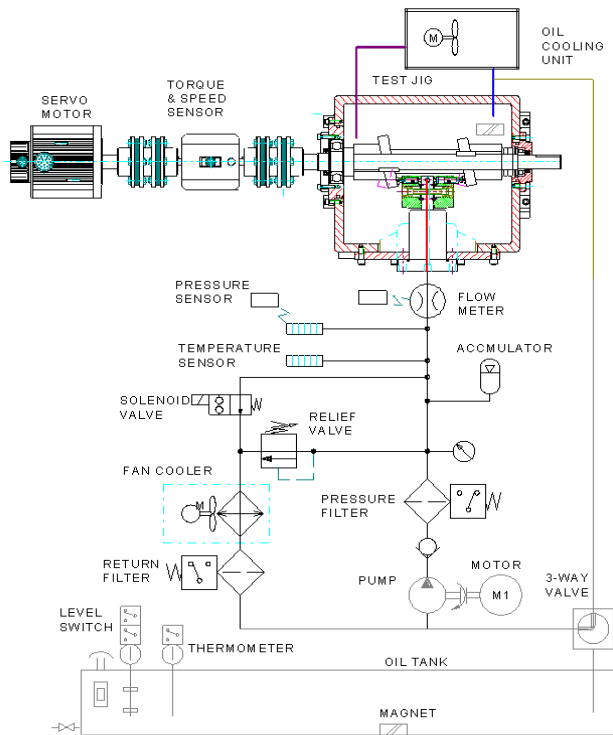 OIL
COOLING
UNIT
M
TEST JIG
TORQUE
& SPEED
SENSOR
SERVO
MOTOR
PRESSURE
SENSOR
FLOW
METER
TEMPERATURE
SENSOR
ACCMULATOR
SOLENOID
VALVE
RELIEF
VALVE
FAN COOLER
M
PRESSURE
FILTER
RETURN
FILTER
PUMP
MOTOR
M1
3-WAY
VALVE
LEVEL
SWITCH
THERMOMETER
OIL TANK
MAGNET